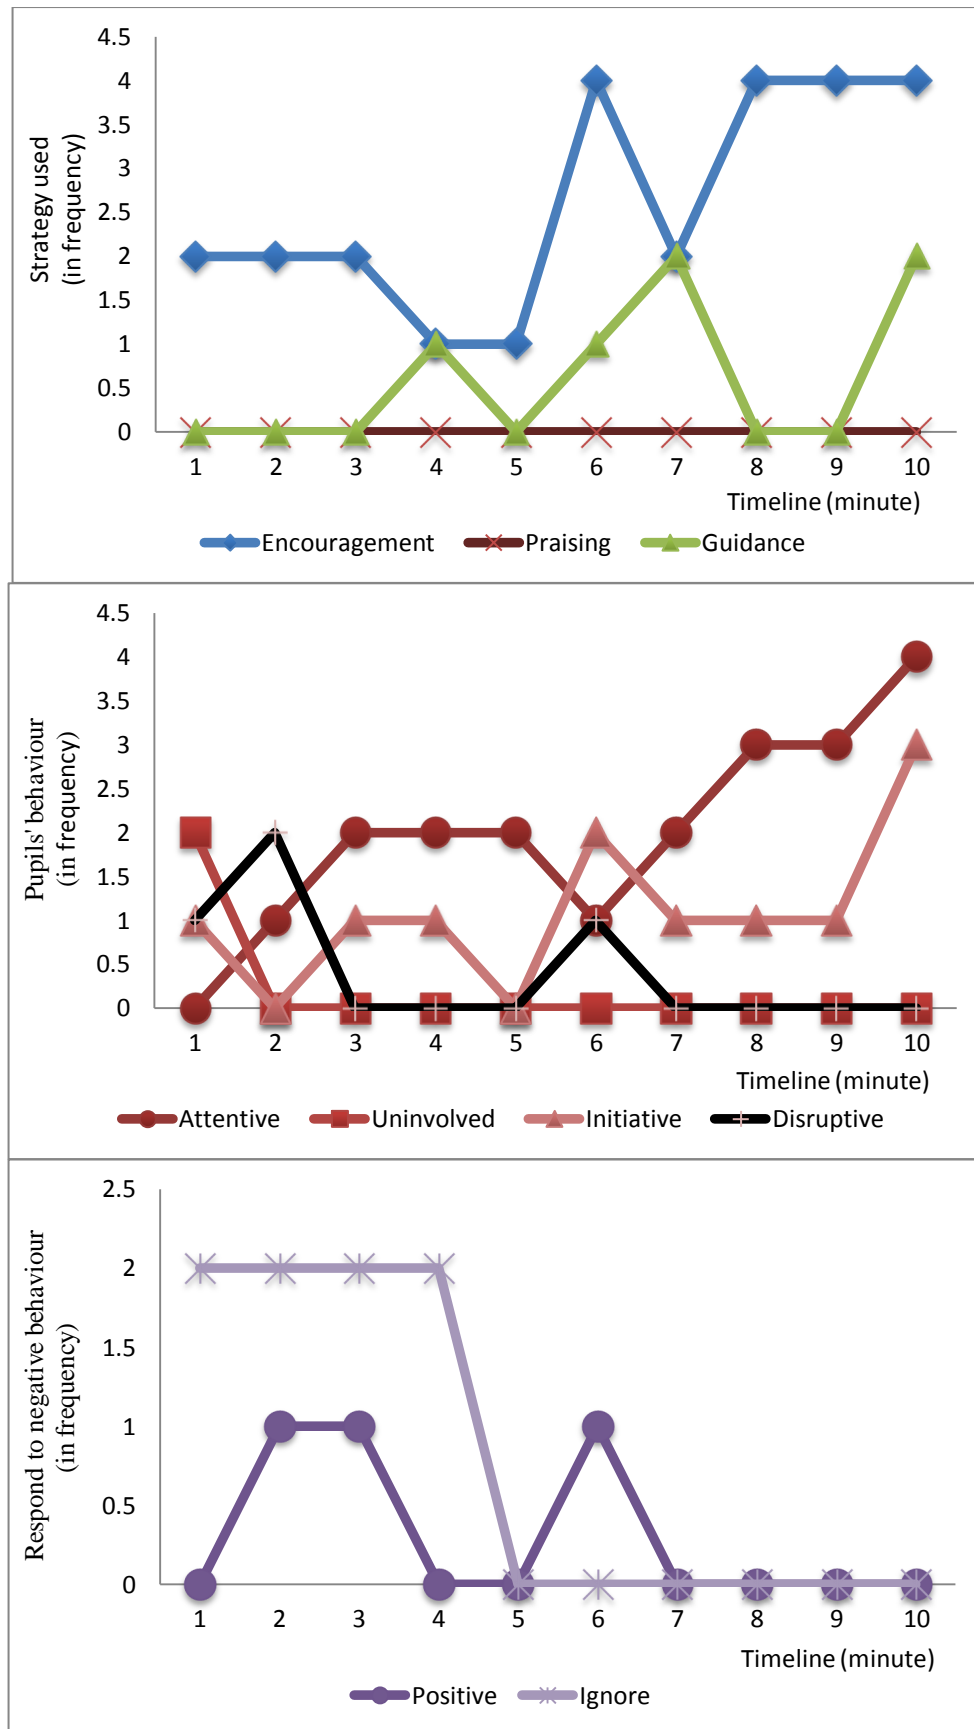 4.5
4
3.5
3
2.5
2
1.5
1
0.5
0
Strategy used
(in frequency)
1 2 3 4 5 6 7 8 9 10
Timeline (minute)
Encouragement Praising Guidance
4.5
4
3.5
3
2.5
2
1.5
1
0.5
0
Pupils' behaviour
(in frequency)
1 2 3 4 5 6 7 8 9 10
Timeline (minute)
Attentive Uninvolved Initiative Disruptive
2.5
2
1.5
1
0.5
0
Respond to negative behaviour
(in frequency)
1 2 3 4 5 6 7 8 9 10
Timeline (minute)
Positive Ignore